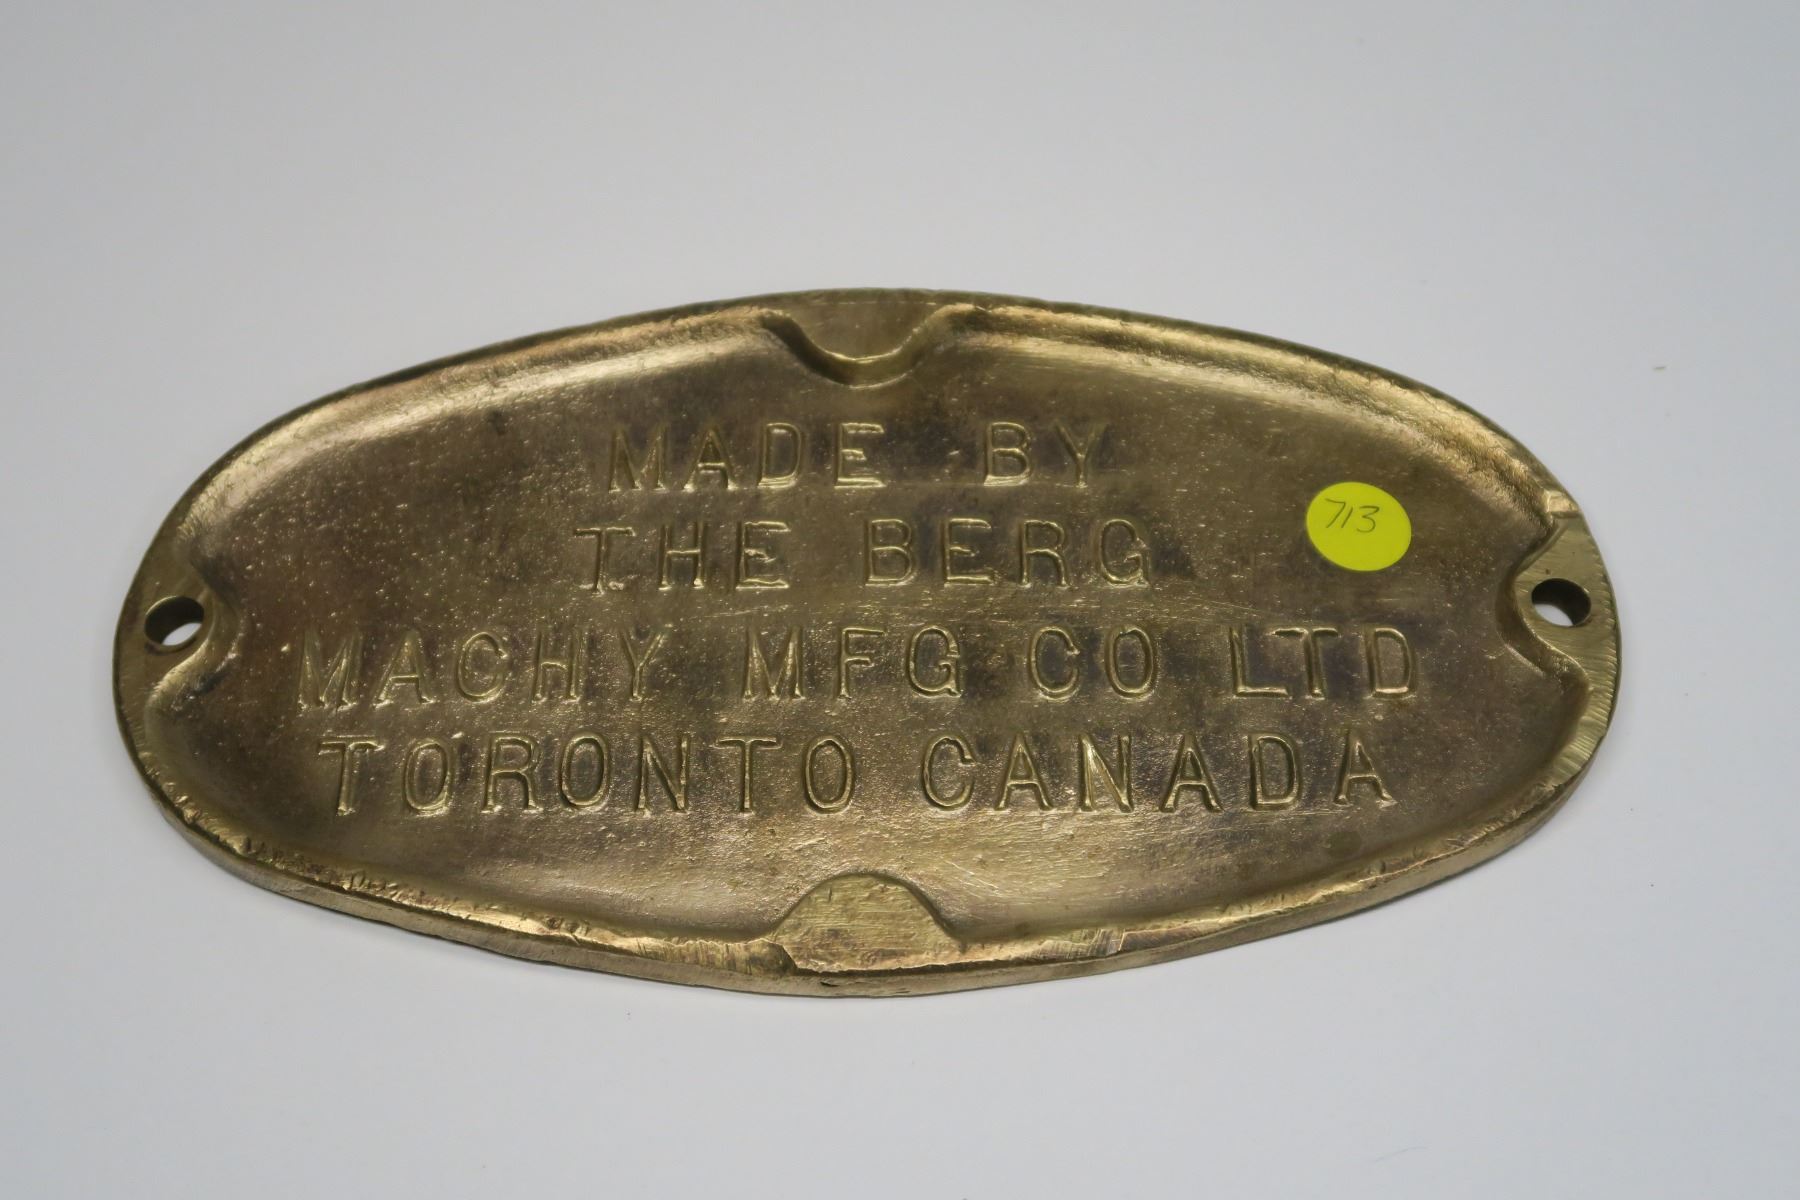 MADE BY
THE BERG
713
MACHY MFG CO LTD
TORONTO CANADA